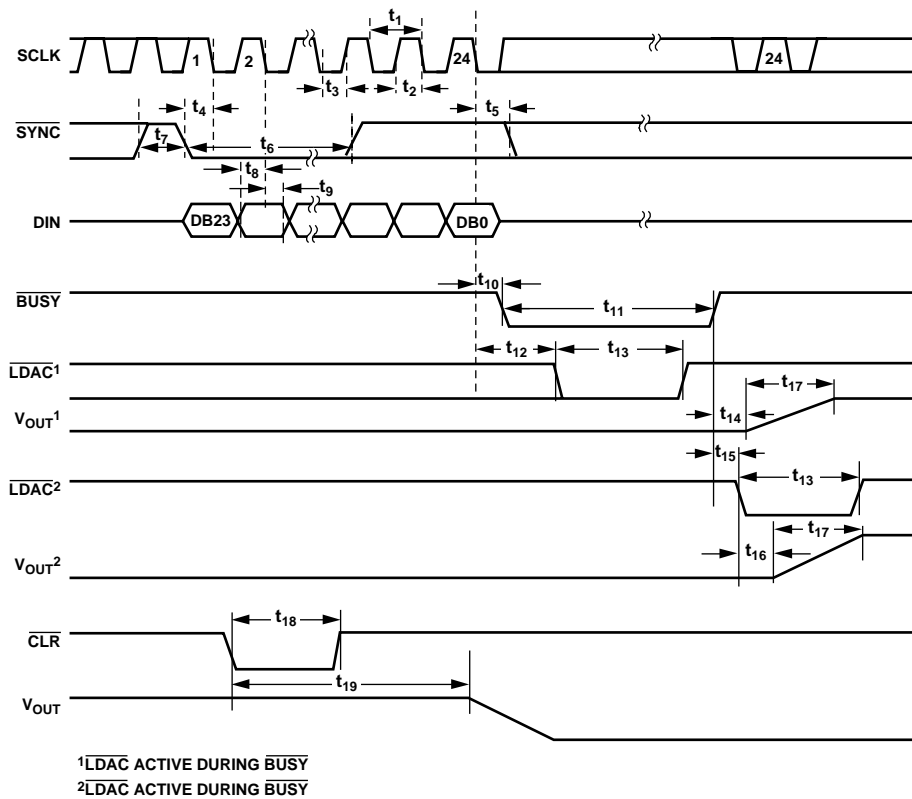 t1
SCLK 1 2 24 24
t3 t2
t4 t5
SYNC
t7 t6
t8
t9
DIN DB23 DB0
t10
BUSY
t11
t12 t13
LDAC1
t17
VOUT1
t14
t15
LDAC2 t13
t17
VOUT2 t16
t18
CLR
t19
VOUT
1LDAC ACTIVE DURING BUSY
2LDAC ACTIVE DURING BUSY